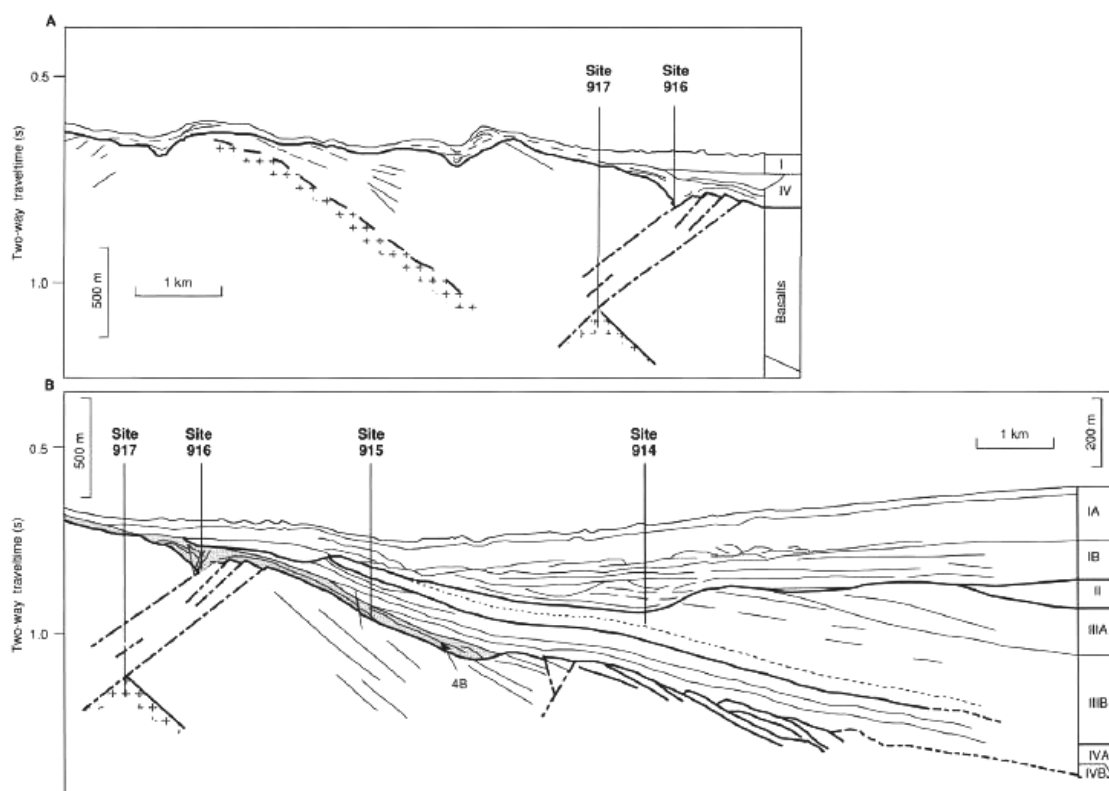 A
Two-way traveltime (s)
0.5
1.0
500 m
1 km
Site
917
Site
916
I
IV
Basalts
B
Two-way traveltime (s)
500 m
0.5
1.0
Site
917
Site
916
Site
915
Site
914
1 km
200 m
4B
IA
IB
II
IIIA
IIIB
IVA
IVB